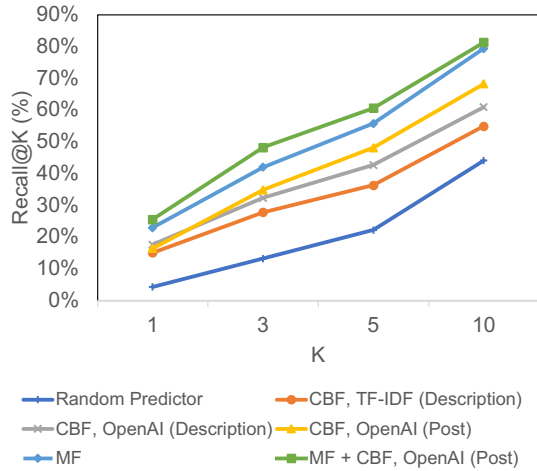 90%
80%
70%
60%
50%
40%
30%
20%
10%
0%
Recall@K (%)
1 3 5 10
K
Random Predictor CBF, TF-IDF (Description)
CBF, OpenAI (Description) CBF, OpenAI (Post)
MF MF + CBF, OpenAI (Post)